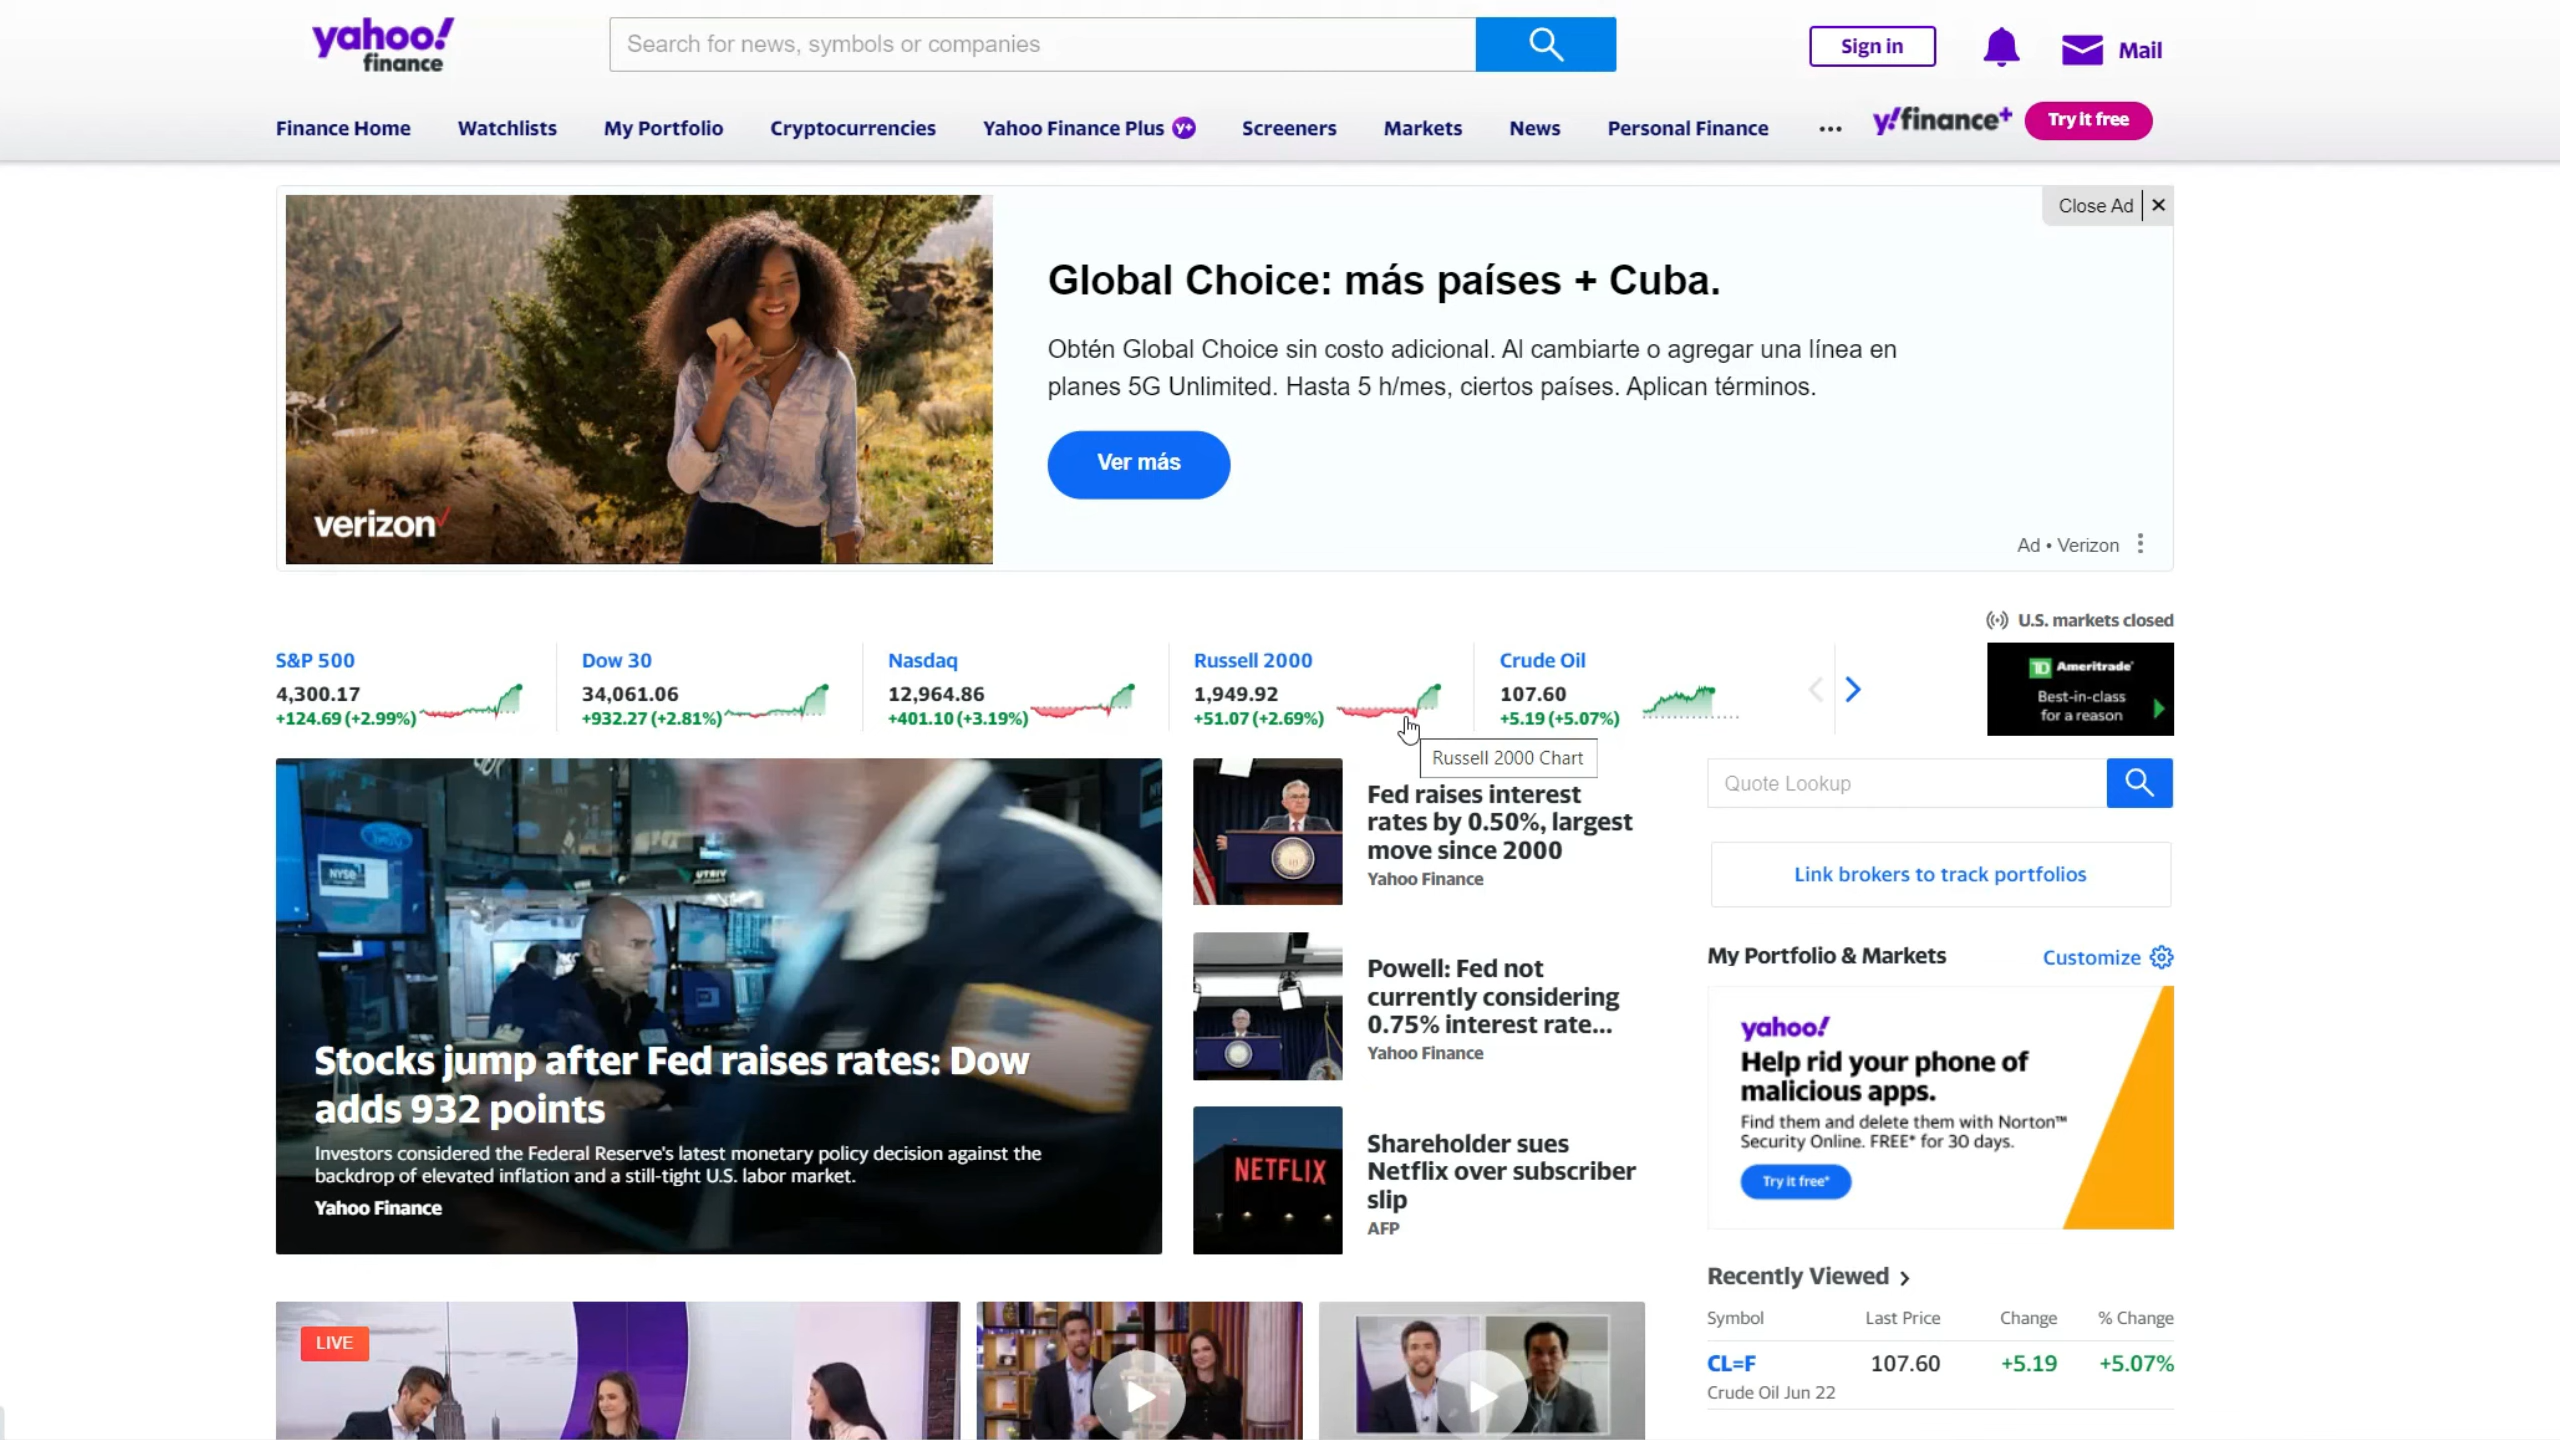 yahoo!
finance
Search for news, symbols or companies
Sign in
Mail
Finance Home
Watchlists
My Portfolio
Cryptocurrencies
Yahoo Finance Plus y+
Screeners
Markets
News
Personal Finance
...
y!finance+
Try it free
Close Ad
verizon
Global Choice: más países + Cuba.
Obtén Global Choice sin costo adicional. Al cambiarte o agregar una línea en
planes 5G Unlimited. Hasta 5 h/mes, ciertos países. Aplican términos.
Ver más
Ad • Verizon
U.S. markets closed
S&P 500
4,300.17
+124.69 (+2.99%)
Dow 30
34,061.06
+932.27 (+2.81%)
Nasdaq
12,964.86
+401.10 (+3.19%)
Russell 2000
1,949.92
+51.07 (+2.69%)
Crude Oil
107.60
+5.19 (+5.07%)
Russell 2000 Chart
TD Ameritrade
Best-in-class
for a reason
NYSE
Stocks jump after Fed raises rates: Dow
adds 932 points
Investors considered the Federal Reserve's latest monetary policy decision against the
backdrop of elevated inflation and a still-tight U.S. labor market.
Yahoo Finance
Fed raises interest
rates by 0.50%, largest
move since 2000
Yahoo Finance
Powell: Fed not
currently considering
0.75% interest rate...
Yahoo Finance
NETFLIX
Shareholder sues
Netflix over subscriber
slip
AFP
Quote Lookup
Link brokers to track portfolios
My Portfolio & Markets
Customize
yahoo!
Help rid your phone of
malicious apps.
Find them and delete them with Norton™
Security Online. FREE* for 30 days.
Try it free*
Recently Viewed
Symbol Last Price Change % Change
CL=F 107.60 +5.19 +5.07%
Crude Oil Jun 22
LIVE